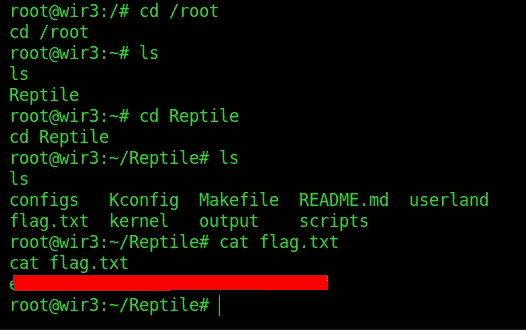 root@wir3:/# cd /root
cd /root
root@wir3:~# ls
ls
Reptile
root@wir3:~# cd Reptile
cd Reptile
root@wir3:~/Reptile# ls
ls
configs Kconfig Makefile README.md userland
flag.txt kernel output scripts
root@wir3:~/Reptile# cat flag.txt
cat flag.txt
root@wir3:~/Reptile#